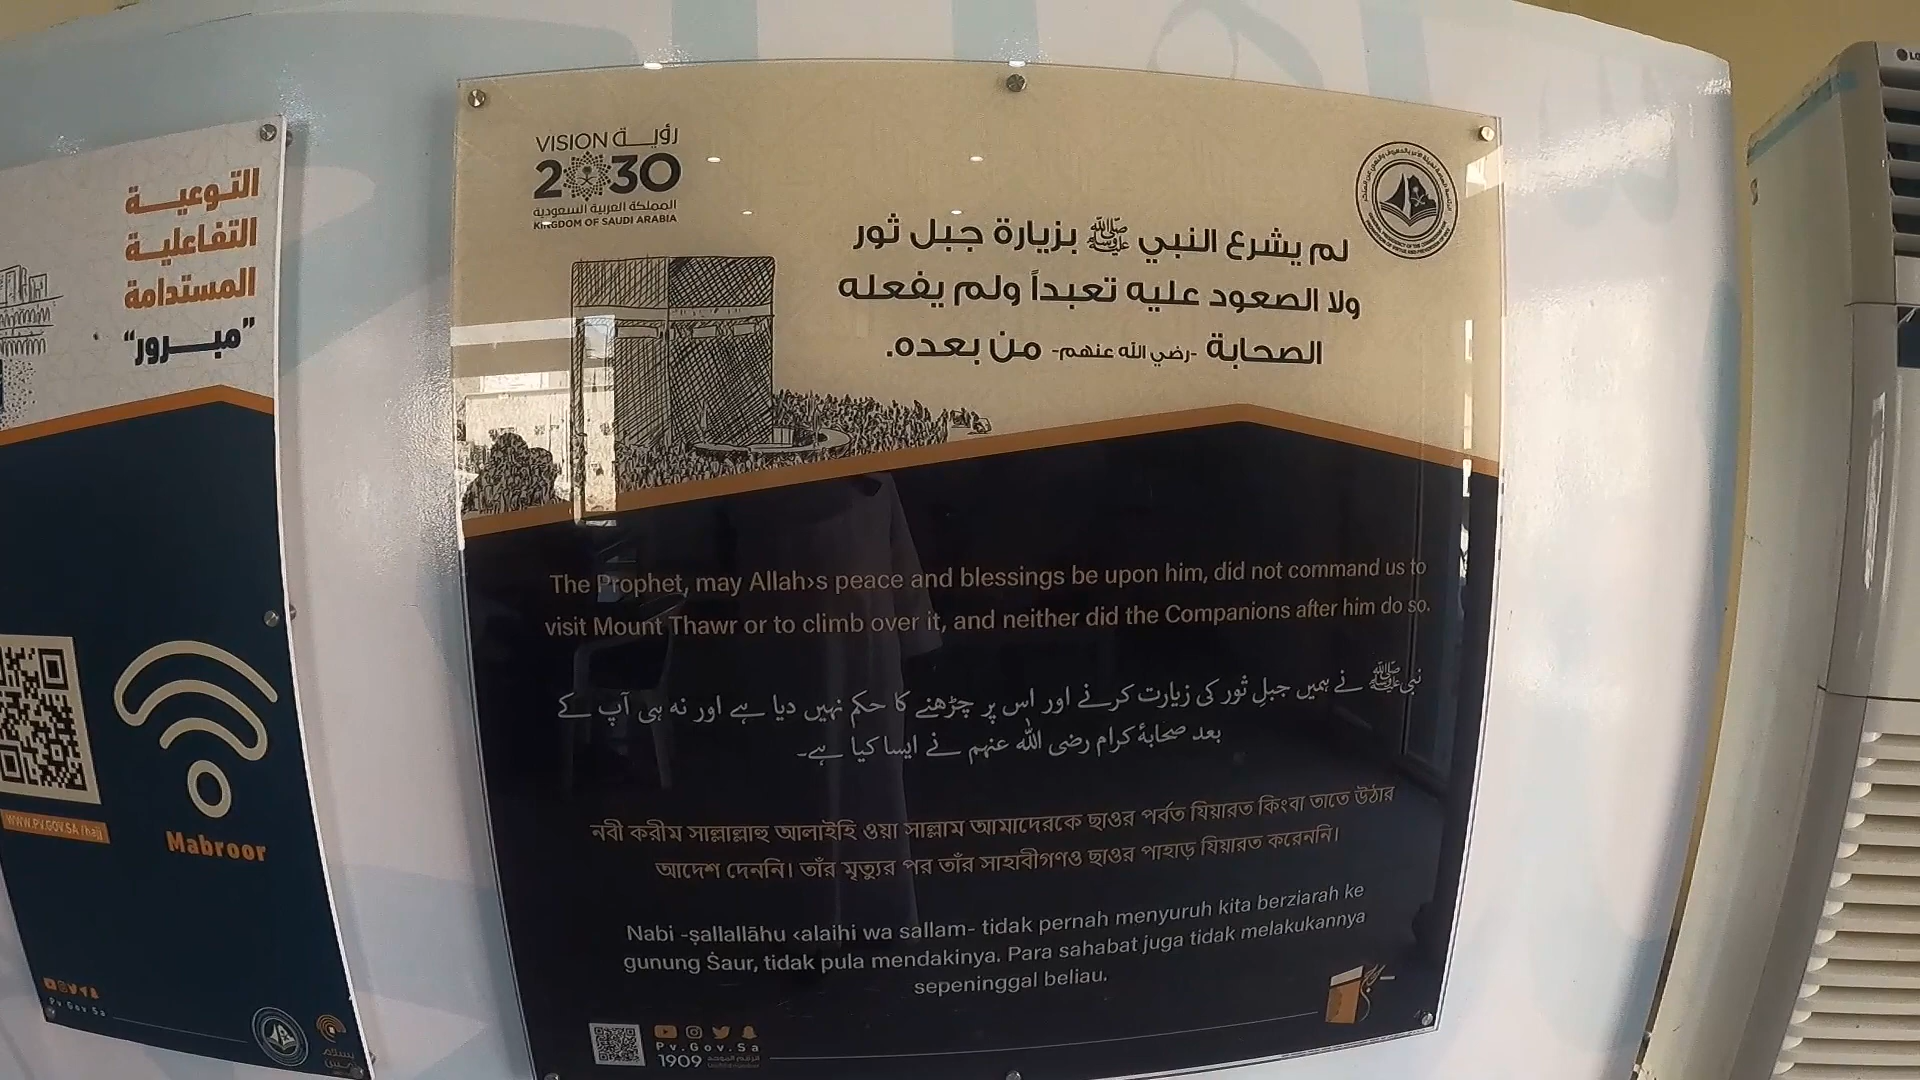 التوعية
التفاعلية
المستدامة
”مبرور“
WWW.PV.GOV.SA/hajj
Mabroor
Pv.Gov.Sa
VISION رؤيـــة
2030
المملكة العربية السعودية
KINGDOM OF SAUDI ARABIA
لم يشرع النبي ﷺ بزيارة جبل ثور
ولا الصعود عليه تعبداً ولم يفعله
الصحابة -رضي الله عنهم- من بعده.
The Prophet, may Allah›s peace and blessings be upon him, did not command us to
visit Mount Thawr or to climb over it, and neither did the Companions after him do so.
نبی ﷺ نے ہمیں جبلِ ثور کی زیارت کرنے اور اس پر چڑھنے کا حکم نہیں دیا ہے اور نہ ہی آپ کے
بعد صحابۂ کرام رضی اللہ عنہم نے ایسا کیا ہے۔
নবী করীম সাল্লাল্লাহু আলাইহি ওয়া সাল্লাম আমাদেরকে ছাওর পর্বত যিয়ারত কিংবা তাতে উঠার
আদেশ দেননি। তাঁর মৃত্যুর পর তাঁর সাহাবীগণও ছাওর পাহাড় যিয়ারত করেননি।
Nabi -ṣallallāhu ‹alaihi wa sallam- tidak pernah menyuruh kita berziarah ke
gunung Ṡaur, tidak pula mendakinya. Para sahabat juga tidak melakukannya
sepeninggal beliau.
Pv.Gov.Sa
1909 الرقم الموحد
LG